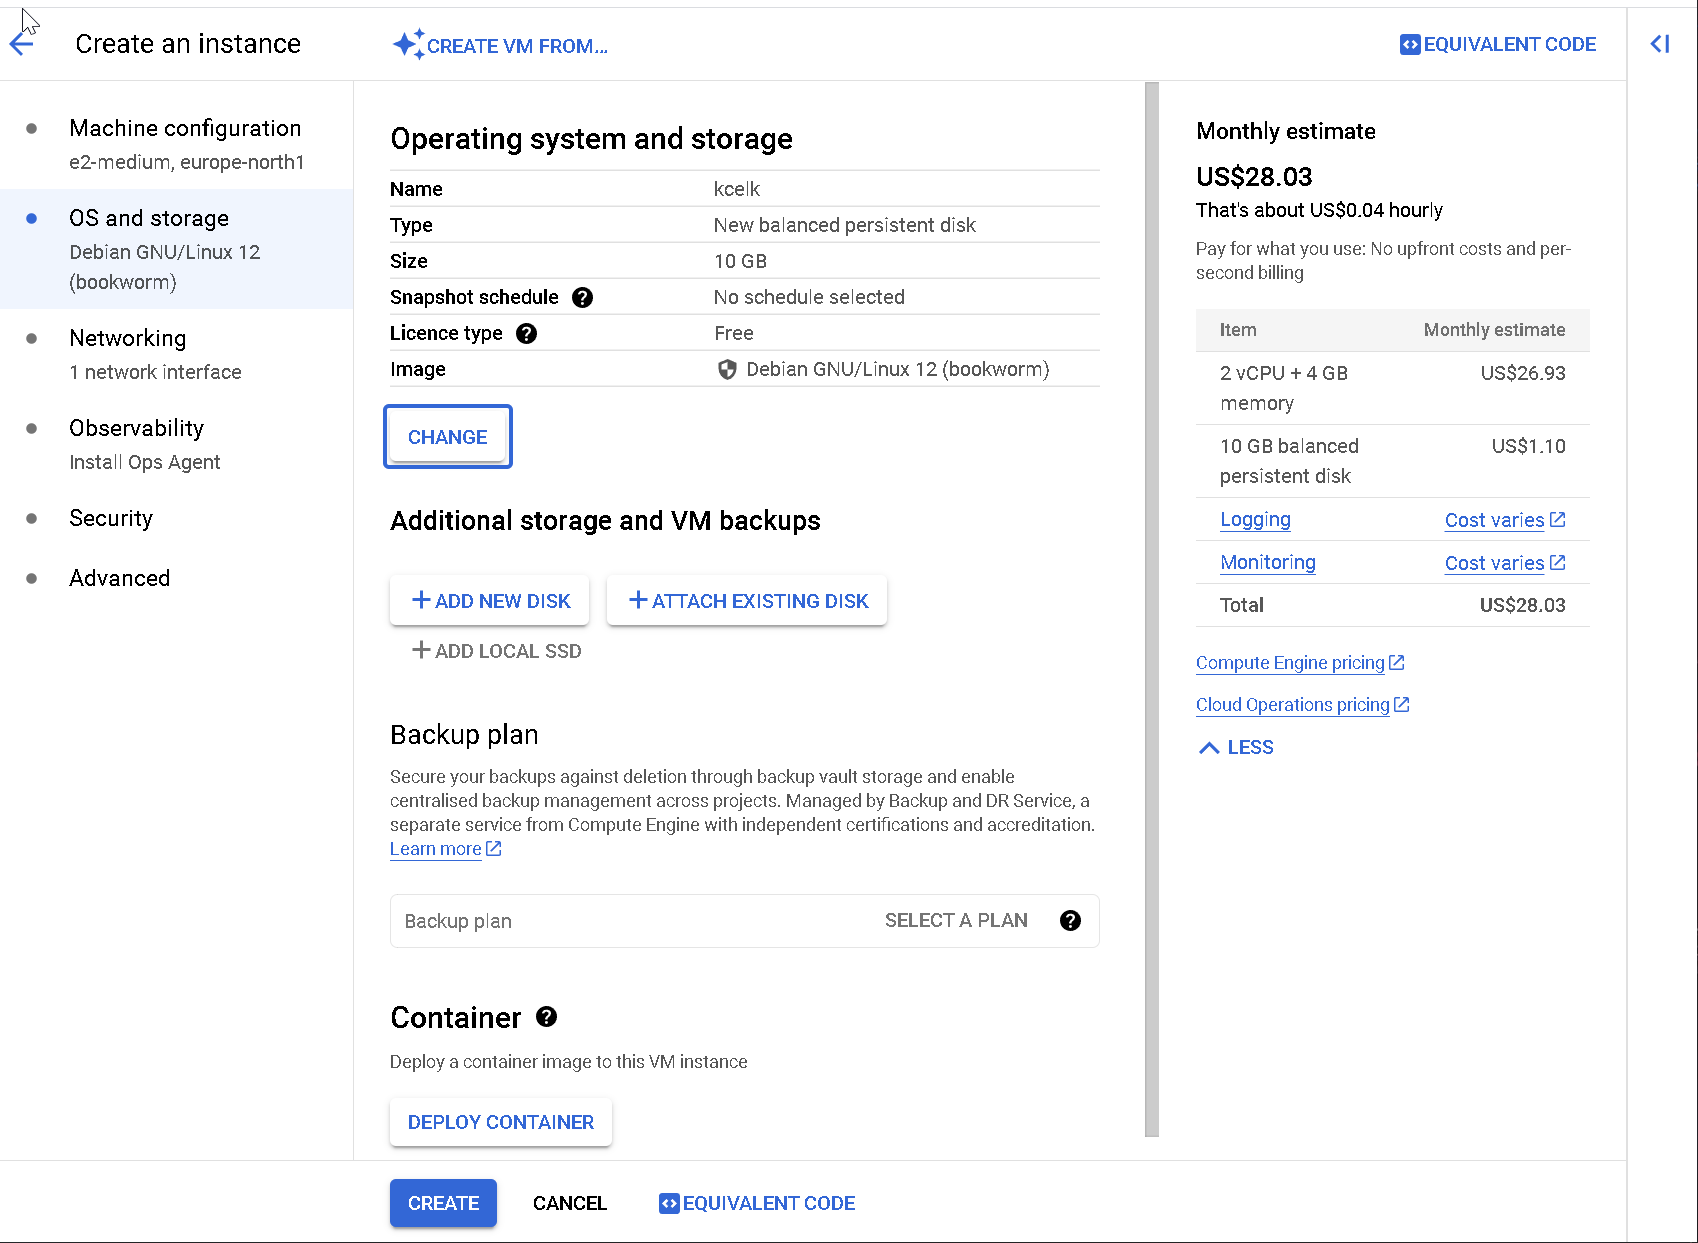 Create an instance
CREATE VM FROM...
EQUIVALENT CODE
Machine configuration
e2-medium, europe-north1
OS and storage
Debian GNU/Linux 12
(bookworm)
Networking
1 network interface
Observability
Install Ops Agent
Security
Advanced
Operating system and storage
Name kcelk
Type New balanced persistent disk
Size 10 GB
Snapshot schedule ? No schedule selected
Licence type ? Free
Image Debian GNU/Linux 12 (bookworm)
CHANGE
Additional storage and VM backups
+ ADD NEW DISK
+ ATTACH EXISTING DISK
+ ADD LOCAL SSD
Backup plan
Secure your backups against deletion through backup vault storage and enable
centralised backup management across projects. Managed by Backup and DR Service, a
separate service from Compute Engine with independent certifications and accreditation.
Learn more
Backup plan SELECT A PLAN ?
Container ?
Deploy a container image to this VM instance
DEPLOY CONTAINER
Monthly estimate
US$28.03
That's about US$0.04 hourly
Pay for what you use: No upfront costs and per-
second billing
Item Monthly estimate
2 vCPU + 4 GB US$26.93
memory
10 GB balanced US$1.10
persistent disk
Logging Cost varies
Monitoring Cost varies
Total US$28.03
Compute Engine pricing
Cloud Operations pricing
LESS
CREATE
CANCEL
EQUIVALENT CODE